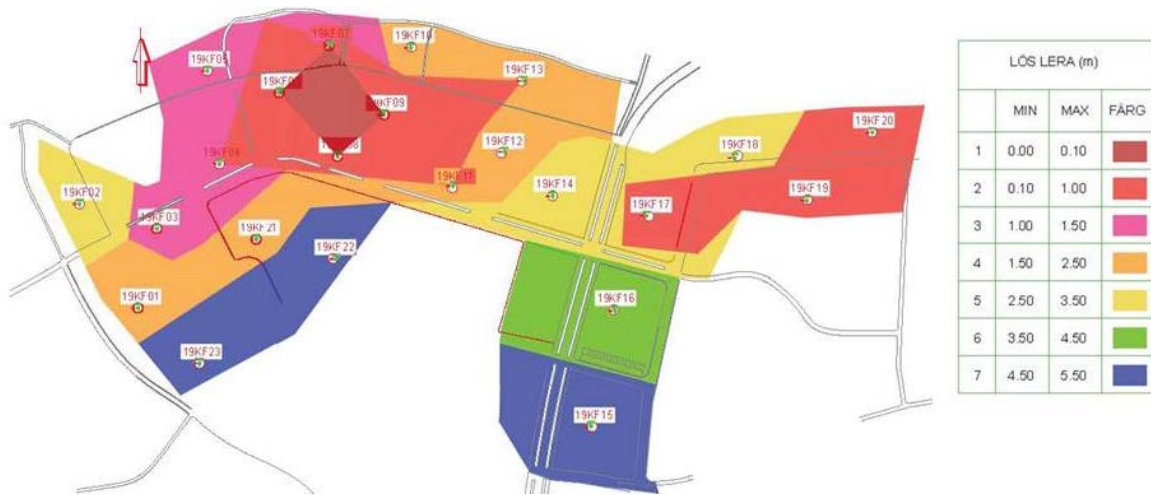 19KF10
19KF05
19KF13
19KF09
19KF20
19KF12
19KF18
19KF04
19KF11
19KF02
19KF14
19KF19
19KF17
19KF03
19KF21
19KF22
19KF01
19KF16
19KF23
19KF15
LÖS LERA (m)
MIN MAX FÄRG
1 0.00 0.10
2 0.10 1.00
3 1.00 1.50
4 1.50 2.50
5 2.50 3.50
6 3.50 4.50
7 4.50 5.50